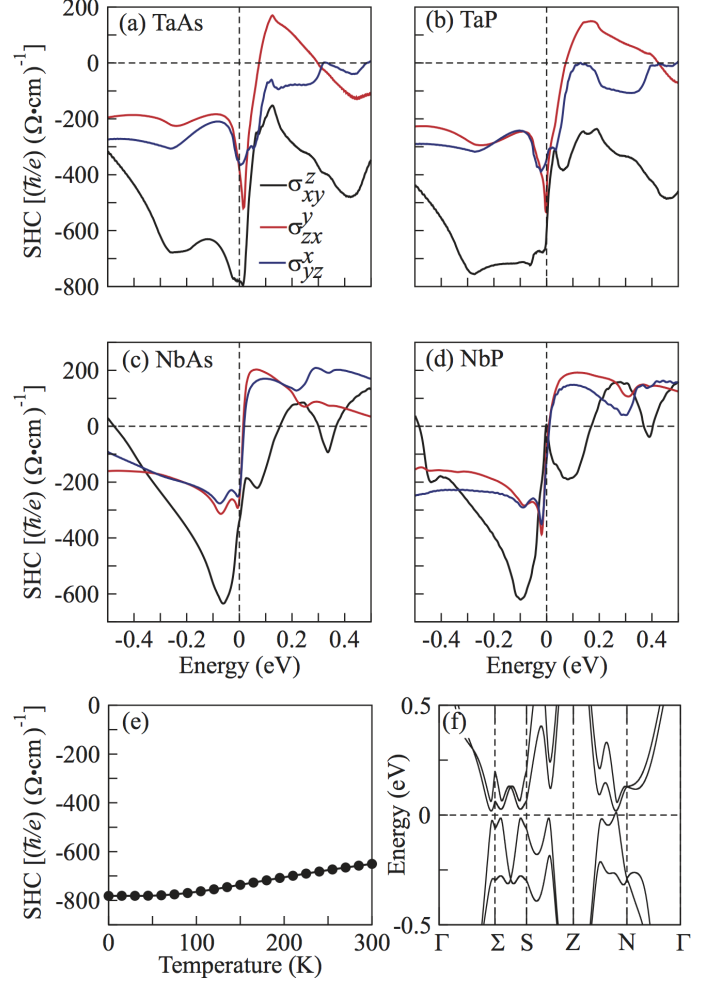 (a) TaAs
(b) TaP
SHC [(ħ/e) (Ω•cm)⁻¹]
200
0
-200
-400
-600
-800
σ^z_xy
σ^y_zx
σ^x_yz
(c) NbAs
(d) NbP
SHC [(ħ/e) (Ω•cm)⁻¹]
200
0
-200
-400
-600
-0.4 -0.2 0 0.2 0.4
Energy (eV)
-0.4 -0.2 0 0.2 0.4
Energy (eV)
(e)
SHC [(ħ/e) (Ω•cm)⁻¹]
0
-200
-400
-600
-800
0 100 200 300
Temperature (K)
(f)
Energy (eV)
0.5
0
-0.5
Γ Σ S Z N Γ